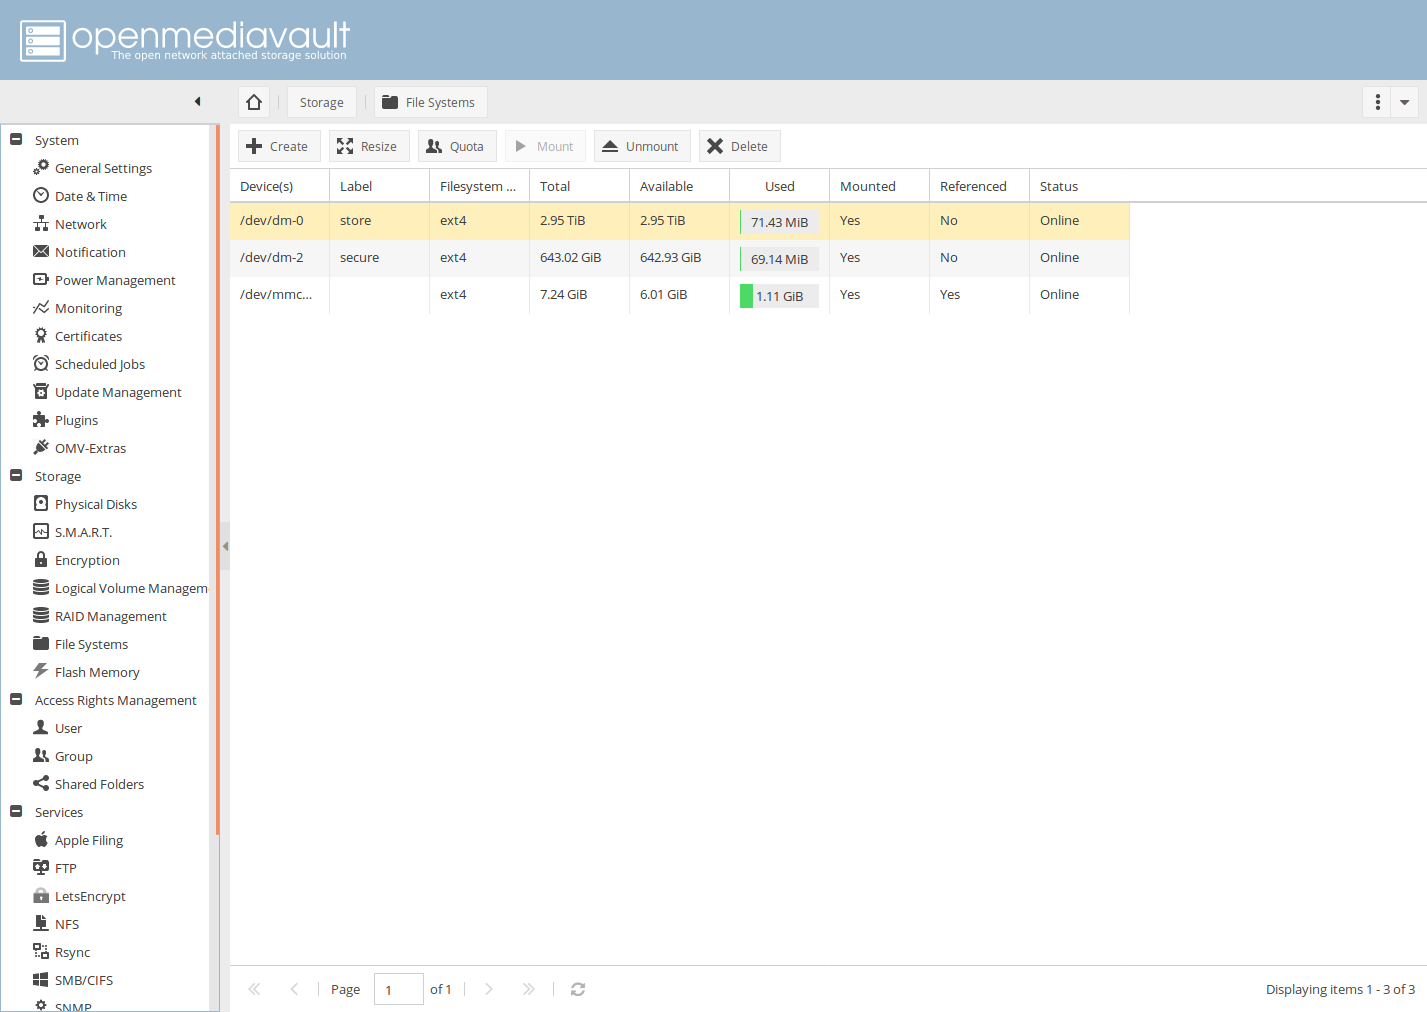 openmediavault
The open network attached storage solution
Storage
File Systems
System
General Settings
Date & Time
Network
Notification
Power Management
Monitoring
Certificates
Scheduled Jobs
Update Management
Plugins
OMV-Extras
Storage
Physical Disks
S.M.A.R.T.
Encryption
Logical Volume Managem
RAID Management
File Systems
Flash Memory
Access Rights Management
User
Group
Shared Folders
Services
Apple Filing
FTP
LetsEncrypt
NFS
Rsync
SMB/CIFS
SNMP
Create Resize Quota Mount Unmount Delete
Device(s) Label Filesystem ... Total Available Used Mounted Referenced Status
/dev/dm-0 store ext4 2.95 TiB 2.95 TiB 71.43 MiB Yes No Online
/dev/dm-2 secure ext4 643.02 GiB 642.93 GiB 69.14 MiB Yes No Online
/dev/mmc... ext4 7.24 GiB 6.01 GiB 1.11 GiB Yes Yes Online
Page 1 of 1
Displaying items 1 - 3 of 3